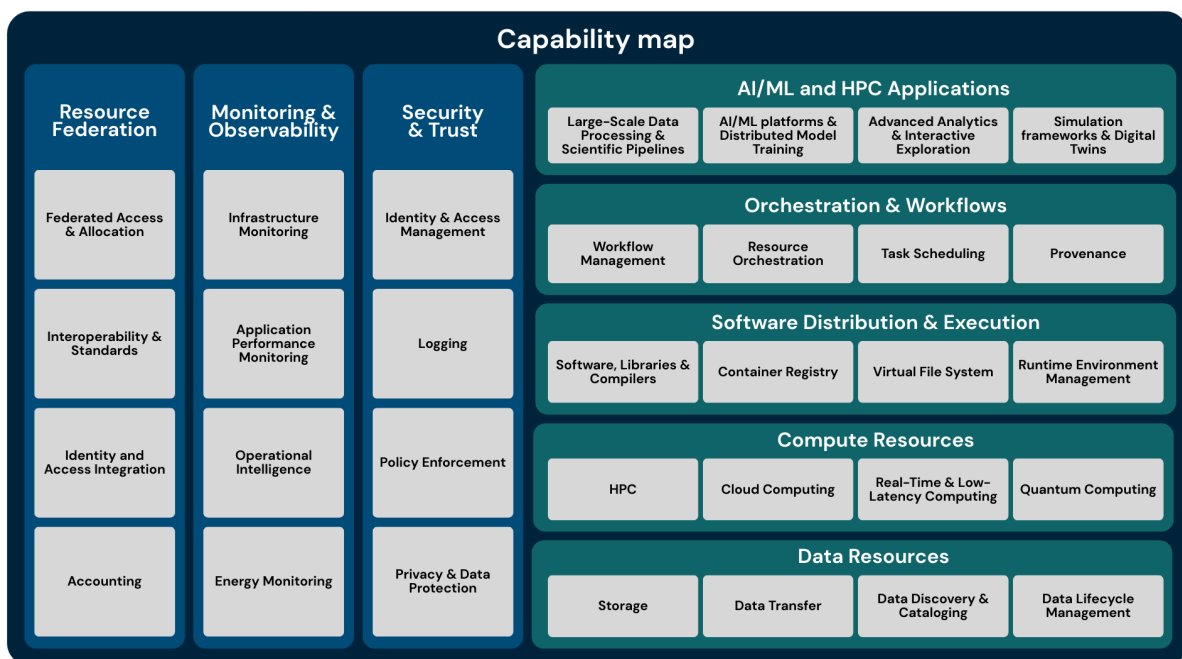 Capability map
Resource
Federation
Federated Access
& Allocation
Interoperability &
Standards
Identity and
Access Integration
Accounting
Monitoring &
Observability
Infrastructure
Monitoring
Application
Performance
Monitoring
Operational
Intelligence
Energy Monitoring
Security
& Trust
Identity & Access
Management
Logging
Policy Enforcement
Privacy & Data
Protection
AI/ML and HPC Applications
Large-Scale Data
Processing &
Scientific Pipelines
AI/ML platforms &
Distributed Model
Training
Advanced Analytics
& Interactive
Exploration
Simulation
frameworks & Digital
Twins
Orchestration & Workflows
Workflow
Management
Resource
Orchestration
Task Scheduling
Provenance
Software Distribution & Execution
Software, Libraries &
Compilers
Container Registry
Virtual File System
Runtime Environment
Management
Compute Resources
HPC
Cloud Computing
Real-Time & Low-
Latency Computing
Quantum Computing
Data Resources
Storage
Data Transfer
Data Discovery &
Cataloging
Data Lifecycle
Management